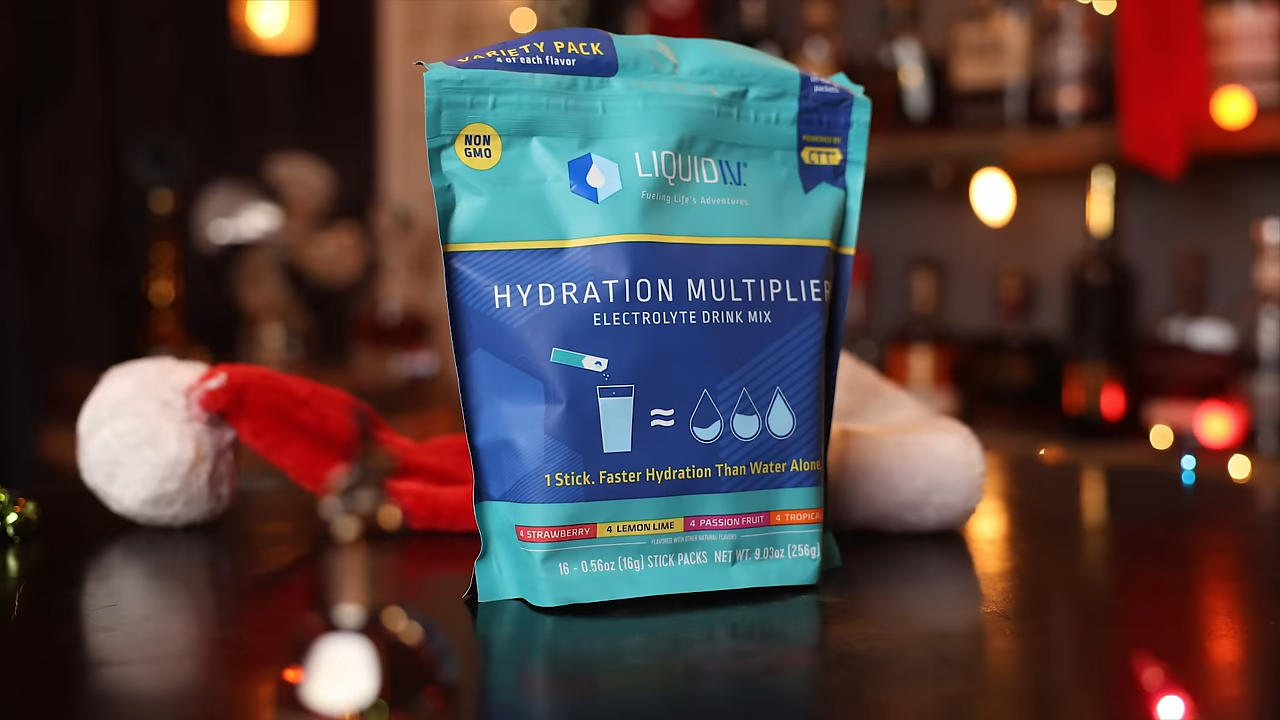 VARIETY PACK
4 of each flavor
packets
NON
GMO
POWERED BY
CTT
LIQUID I.V.
Fueling Life's Adventures
HYDRATION MULTIPLIER
ELECTROLYTE DRINK MIX
1 Stick. Faster Hydration Than Water Alone.
4 STRAWBERRY 4 LEMON LIME 4 PASSION FRUIT 4 TROPICAL
FLAVORED WITH OTHER NATURAL FLAVORS
16 - 0.56oz (16g) STICK PACKS NET WT. 9.03oz (256g)